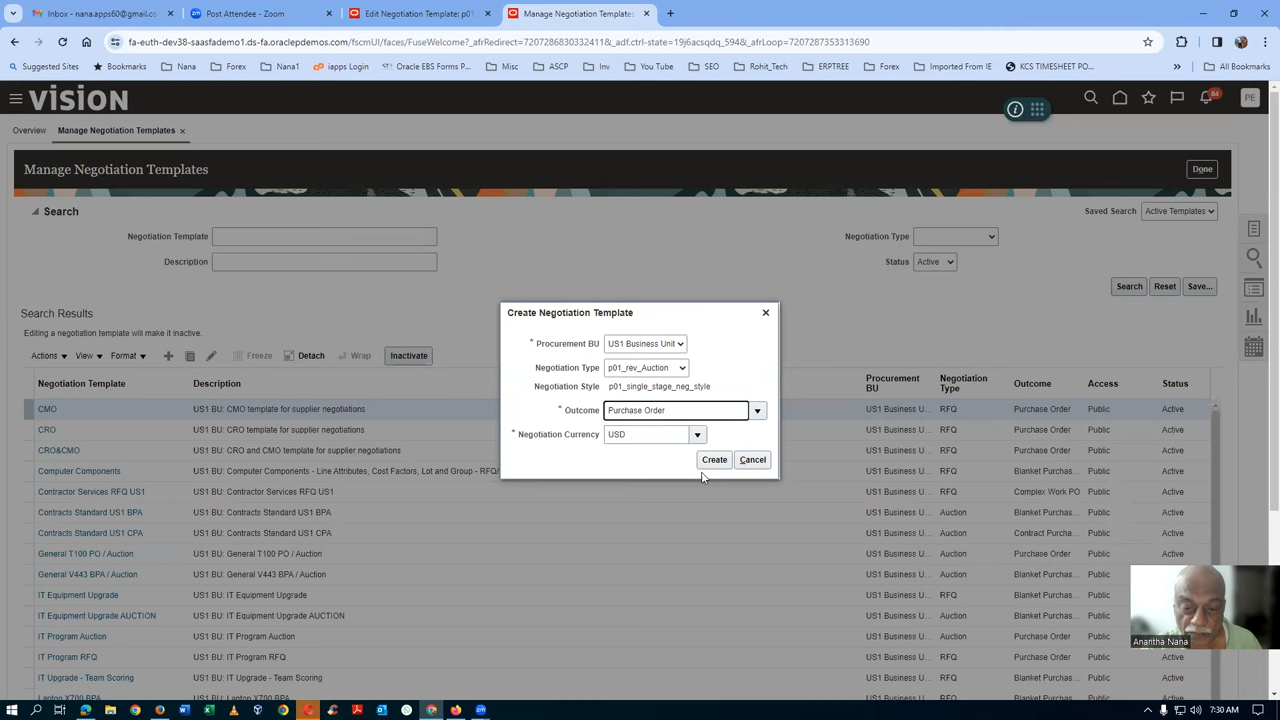 Inbox - nana.apps60@gmail.co
Post Attendee - Zoom
Edit Negotiation Template: p01
Manage Negotiation Templates
fa-euth-dev38-saasfademo1.ds-fa.oraclepdemos.com/fscmUI/faces/FuseWelcome?_afrRedirect=7207286830332411&_adf.ctrl-state=19j6acsqdq_594&_afrLoop=7207287353313690
Suggested Sites Bookmarks Nana Forex Nana1 iapps Login Oracle EBS Forms P... Misc ASCP Inv You Tube SEO Rohit_Tech ERPTREE Forex Imported From IE KCS TIMESHEET PO... All Bookmarks
VISION
84 PE
Overview Manage Negotiation Templates
Manage Negotiation Templates Done
Search Saved Search Active Templates
Negotiation Template Negotiation Type
Description Status Active
Search Reset Save...
Search Results
Editing a negotiation template will make it inactive.
Actions View Format Freeze Detach Wrap Inactivate
Negotiation Template Description Procurement BU Negotiation Type Outcome Access Status
CMO US1 BU: CMO template for supplier negotiations US1 Business U... RFQ Purchase Order Public Active
CRO US1 BU: CRO template for supplier negotiations US1 Business U... RFQ Purchase Order Public Active
CRO&CMO US1 BU: CRO and CMO template for supplier negotiations US1 Business U... RFQ Purchase Order Public Active
Computer Components US1 BU: Computer Components - Line Attributes, Cost Factors, Lot and Group - RFQ/ US1 Business U... RFQ Purchase Order Public Active
Contractor Services RFQ US1 US1 BU: Contractor Services RFQ US1 US1 Business U... RFQ Complex Work PO Public Active
Contracts Standard US1 BPA US1 BU: Contracts Standard US1 BPA US1 Business U... Auction Blanket Purchas... Public Active
Contracts Standard US1 CPA US1 BU: Contracts Standard US1 CPA US1 Business U... Auction Contract Purcha... Public Active
General T100 PO / Auction US1 BU: General T100 PO / Auction US1 Business U... Auction Purchase Order Public Active
General V443 BPA / Auction US1 BU: General V443 BPA / Auction US1 Business U... Auction Blanket Purchas... Public Active
IT Equipment Upgrade US1 BU: IT Equipment Upgrade US1 Business U... RFQ Blanket Purchas... Public
IT Equipment Upgrade AUCTION US1 BU: IT Equipment Upgrade AUCTION US1 Business U... Auction Blanket Purchas... Public
IT Program Auction US1 BU: IT Program Auction US1 Business U... Auction Purchase Order Public
IT Program RFQ US1 BU: IT Program RFQ US1 Business U... RFQ Purchase Order Public Active
IT Upgrade - Team Scoring US1 BU: IT Upgrade - Team Scoring US1 Business U... RFQ Blanket Purchas... Public Active
Laptop X700 BPA US1 BU: Laptop X700 BPA US1 Business U... RFQ Blanket Purchas... Public Active
Create Negotiation Template
* Procurement BU US1 Business Unit
Negotiation Type p01_rev_Auction
Negotiation Style p01_single_stage_neg_style
* Outcome Purchase Order
* Negotiation Currency USD
Create Cancel
Anantha Nana
7:30 AM